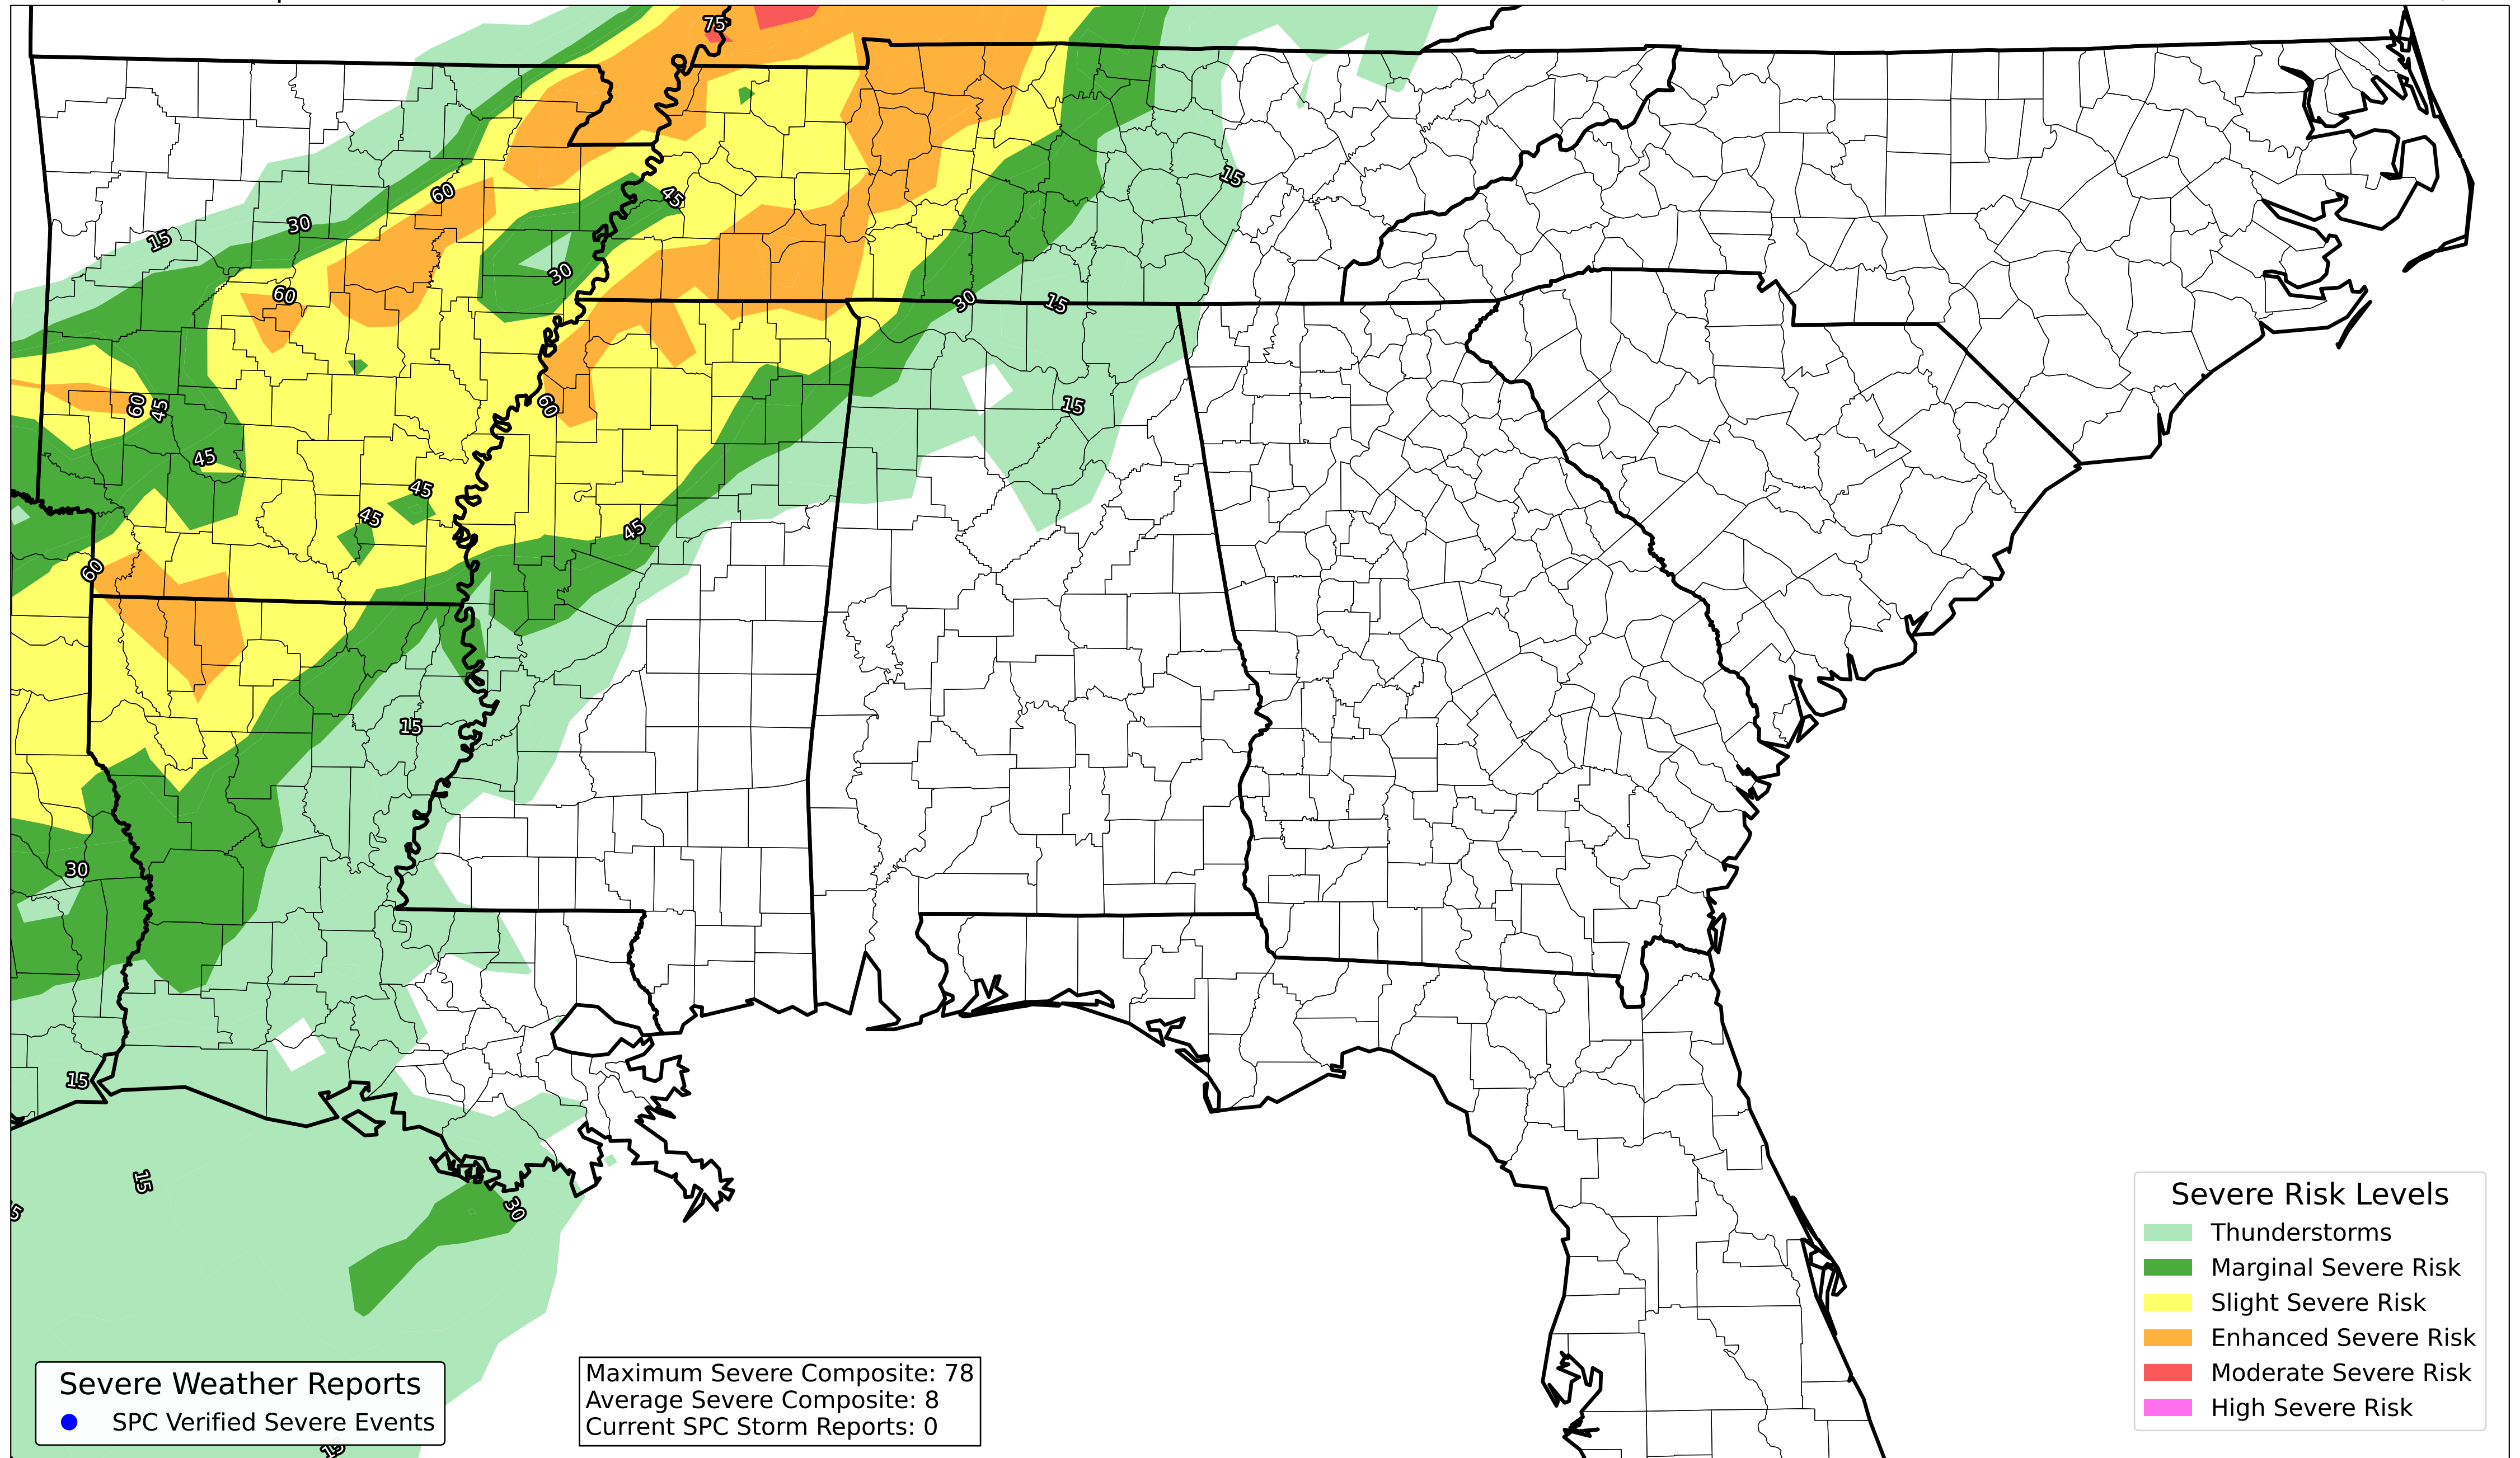 75
15
60
45
30
15
30
60
30
15
60
60
45
15
45
45
45
45
60
15
30
15
15
30
15
Severe Risk Levels
Thunderstorms
Marginal Severe Risk
Slight Severe Risk
Enhanced Severe Risk
Moderate Severe Risk
High Severe Risk
Severe Weather Reports
SPC Verified Severe Events
Maximum Severe Composite: 78
Average Severe Composite: 8
Current SPC Storm Reports: 0